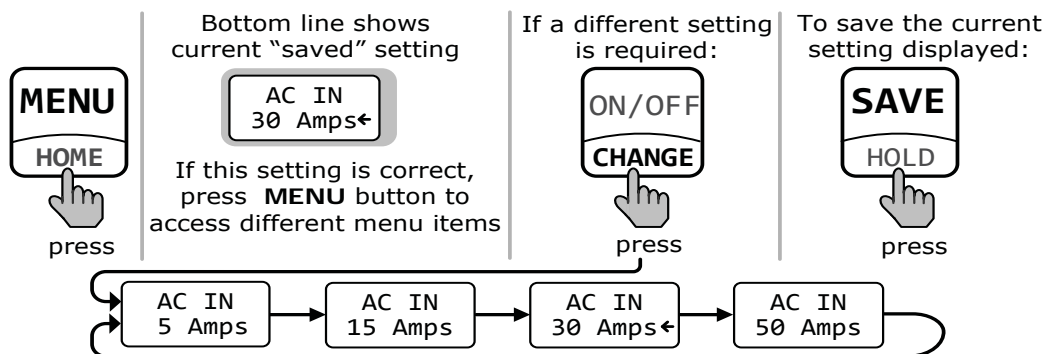 MENU
HOME
press
Bottom line shows
current “saved” setting
AC IN
30 Amps←
If this setting is correct,
press MENU button to
access different menu items
If a different setting
is required:
ON/OFF
CHANGE
press
To save the current
setting displayed:
SAVE
HOLD
press
AC IN
5 Amps
AC IN
15 Amps
AC IN
30 Amps←
AC IN
50 Amps